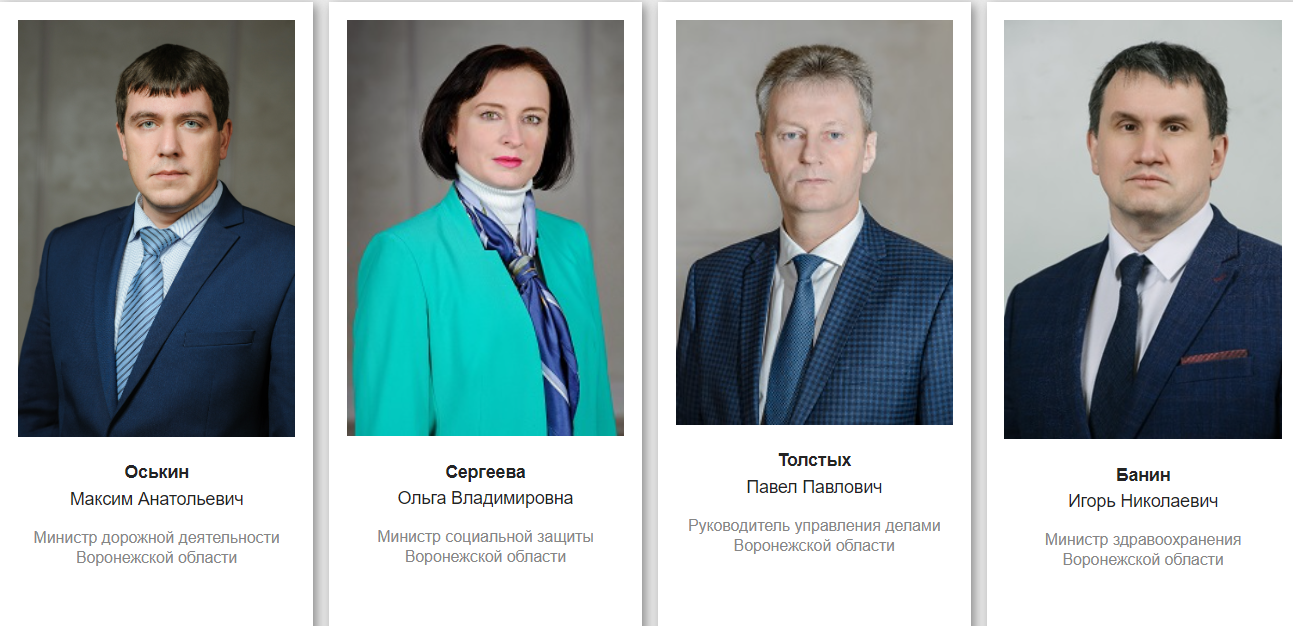 Оськин
Максим Анатольевич
Министр дорожной деятельности
Воронежской области
Сергеева
Ольга Владимировна
Министр социальной защиты
Воронежской области
Толстых
Павел Павлович
Руководитель управления делами
Воронежской области
Банин
Игорь Николаевич
Министр здравоохранения
Воронежской области